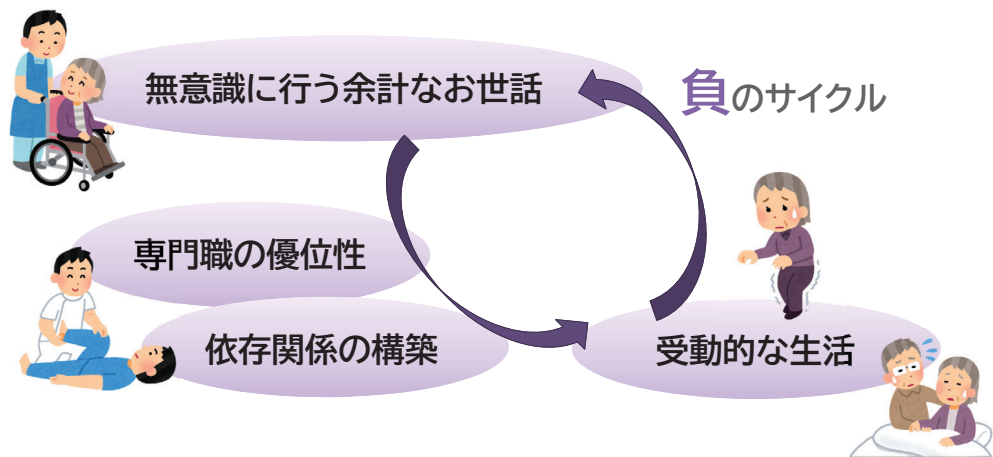 無意識に行う余計なお世話
負のサイクル
専門職の優位性
依存関係の構築
受動的な生活